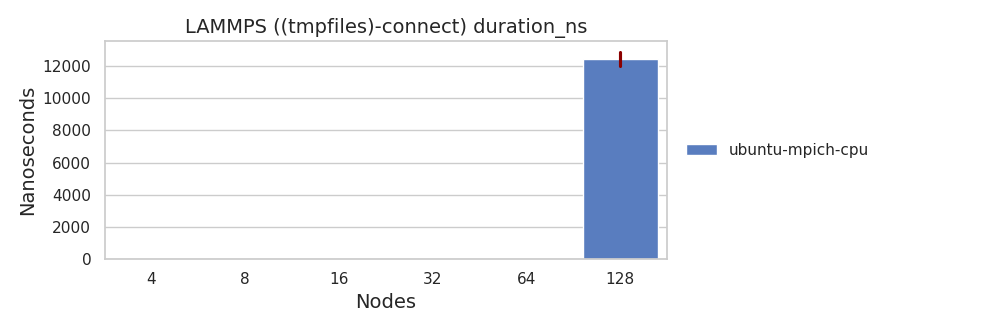 LAMMPS ((tmpfiles)-connect) duration_ns
Nanoseconds
12000
10000
8000
6000
4000
2000
0
4 8 16 32 64 128
Nodes
ubuntu-mpich-cpu